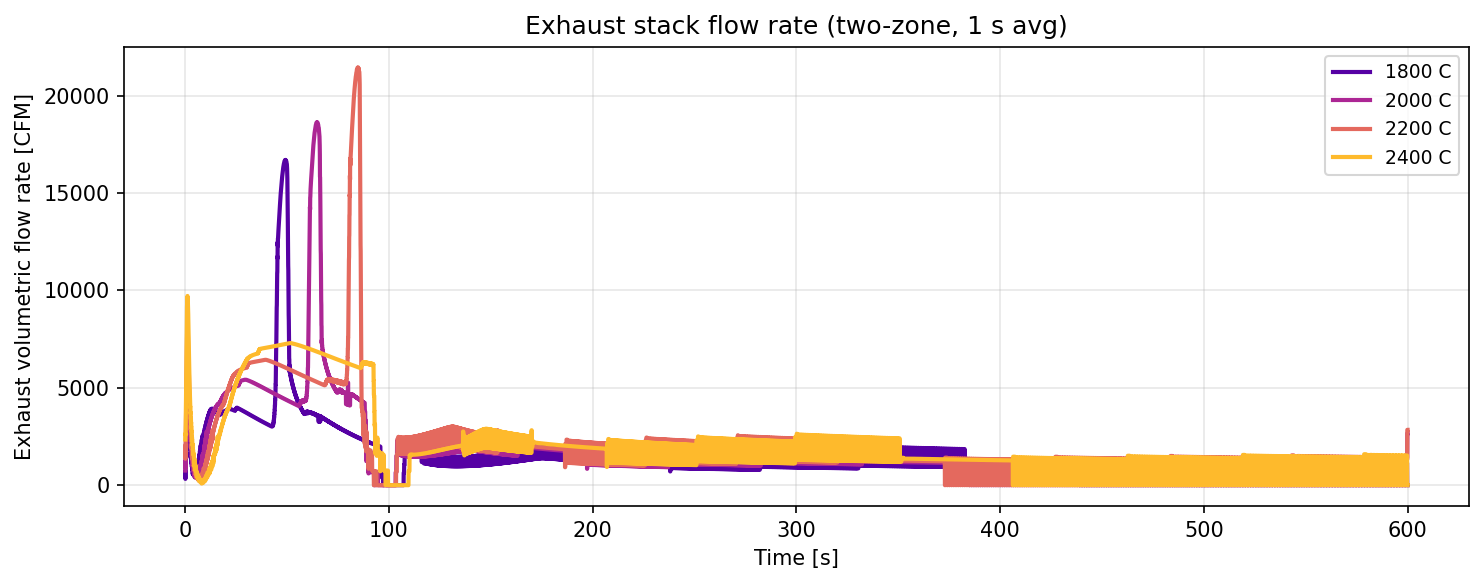 Exhaust stack flow rate (two-zone, 1 s avg)
Exhaust volumetric flow rate [CFM]
20000
15000
10000
5000
0
1800 C
2000 C
2200 C
2400 C
0 100 200 300 400 500 600
Time [s]